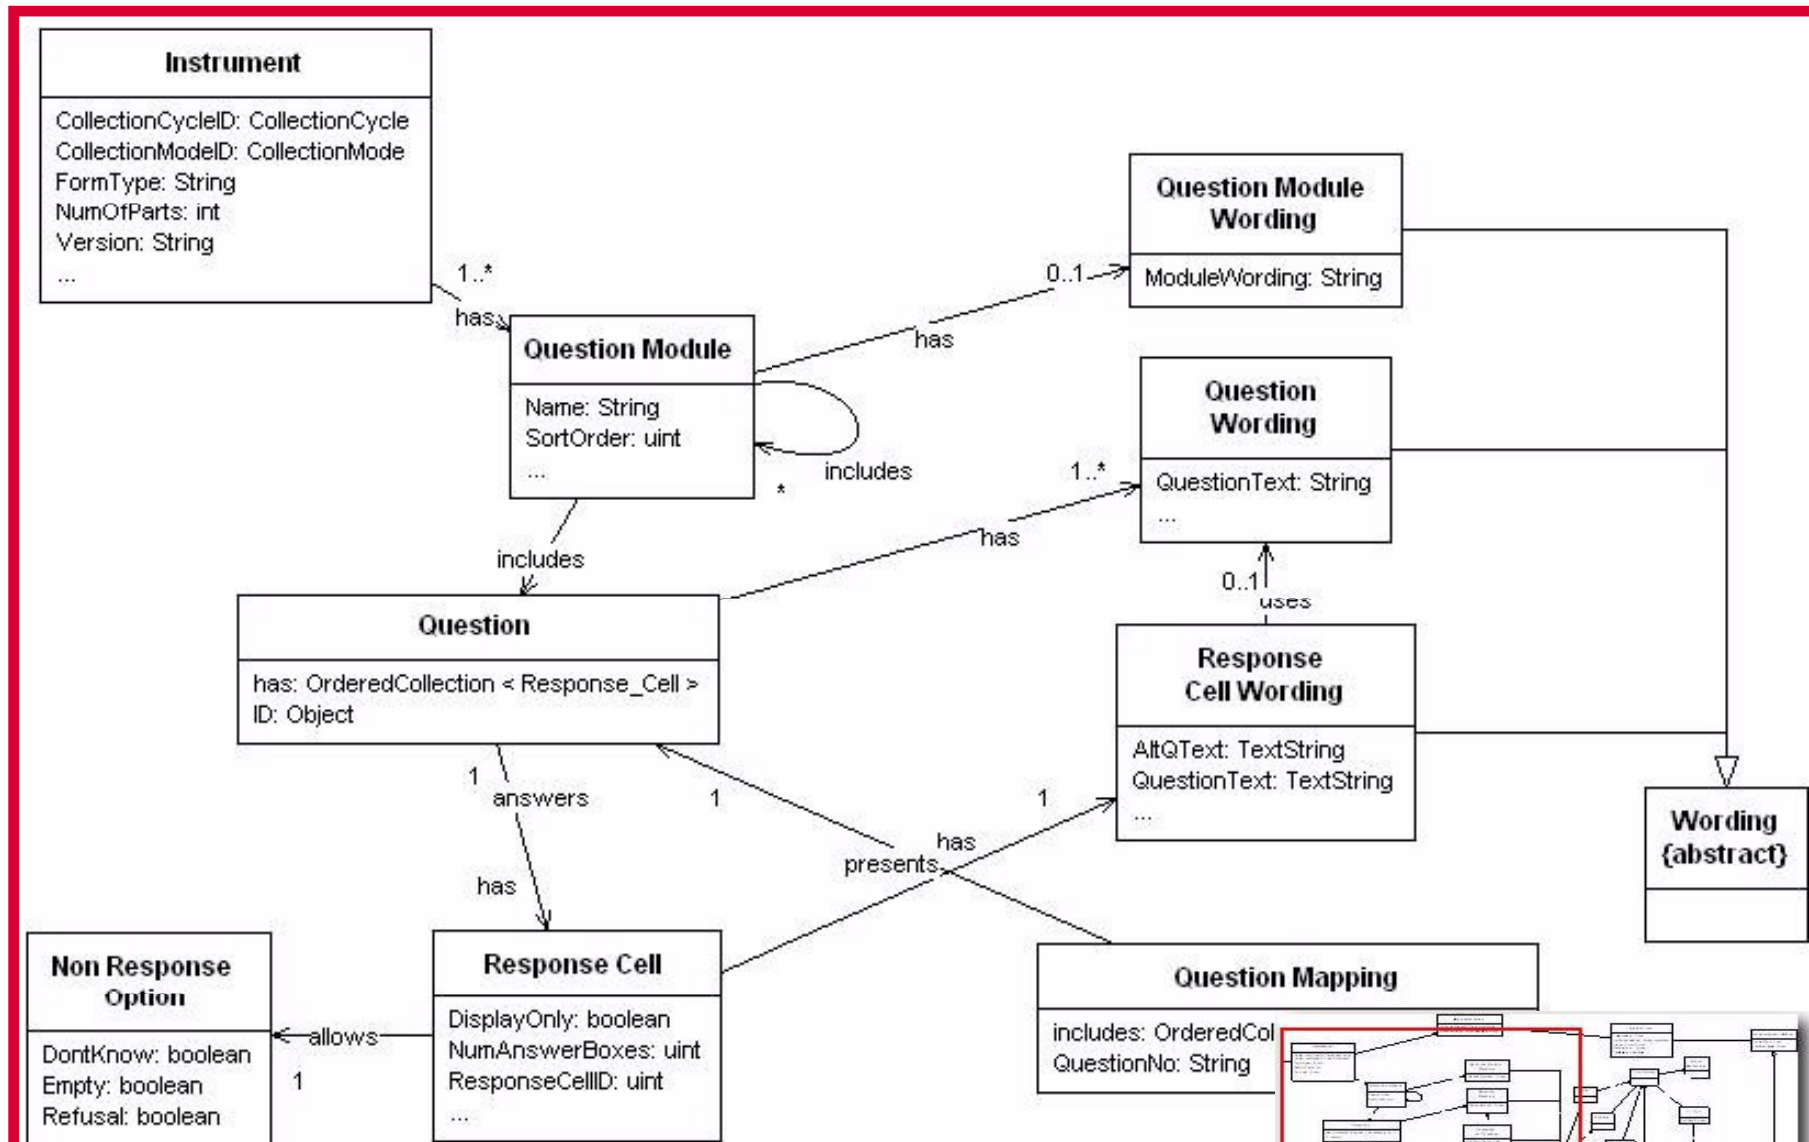 Instrument
CollectionCycleID: CollectionCycle
CollectionModeID: CollectionMode
FormType: String
NumOfParts: int
Version: String
...
1..*
has
Question Module
Name: String
SortOrder: uint
...
includes
*
has
0..1
Question Module
Wording
ModuleWording: String
Question
Wording
QuestionText: String
...
1..*
has
includes
0..1
uses
Question
has: OrderedCollection < Response_Cell >
ID: Object
Response
Cell Wording
AltQText: TextString
QuestionText: TextString
...
1
answers
has
1
presents
1
has
Wording
{abstract}
Non Response
Option
DontKnow: boolean
Empty: boolean
Refusal: boolean
allows
1
Response Cell
DisplayOnly: boolean
NumAnswerBoxes: uint
ResponseCellID: uint
...
Question Mapping
includes: OrderedCol
QuestionNo: String